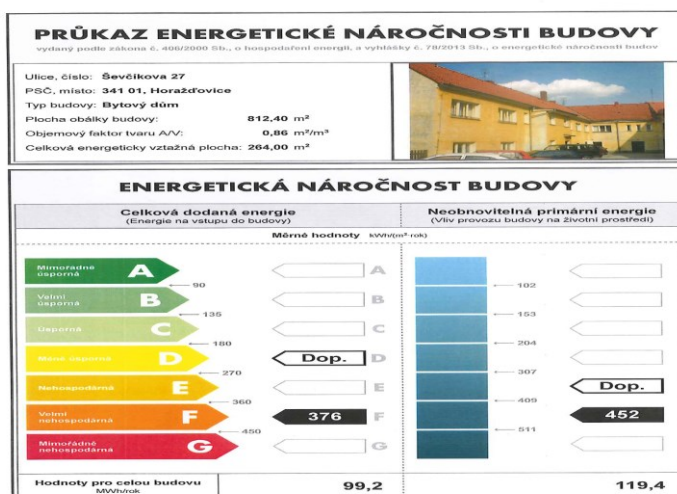 PRŮKAZ ENERGETICKÉ NÁROČNOSTI BUDOVY
vydaný podle zákona č. 406/2000 Sb., o hospodaření energií, a vyhlášky č. 78/2013 Sb., o energetické náročnosti budov
Ulice, číslo: Ševčíkova 27
PSČ, místo: 341 01, Horažďovice
Typ budovy: Bytový dům
Plocha obálky budovy: 812,40 m²
Objemový faktor tvaru A/V: 0,86 m²/m³
Celková energeticky vztažná plocha: 264,00 m²
ENERGETICKÁ NÁROČNOST BUDOVY
Celková dodaná energie
(Energie na vstupu do budovy)
Neobnovitelná primární energie
(Vliv provozu budovy na životní prostředí)
Měrné hodnoty kWh/(m²·rok)
Mimořádně úsporná A A
90 102
Velmi úsporná B B
135 153
Úsporná C C
180 204
Méně úsporná D Dop. D
270 307
Nehospodárná E E Dop.
360 409
Velmi nehospodárná F 376 F 452
450 511
Mimořádně nehospodárná G G
Hodnoty pro celou budovu
MWh/rok
99,2 119,4